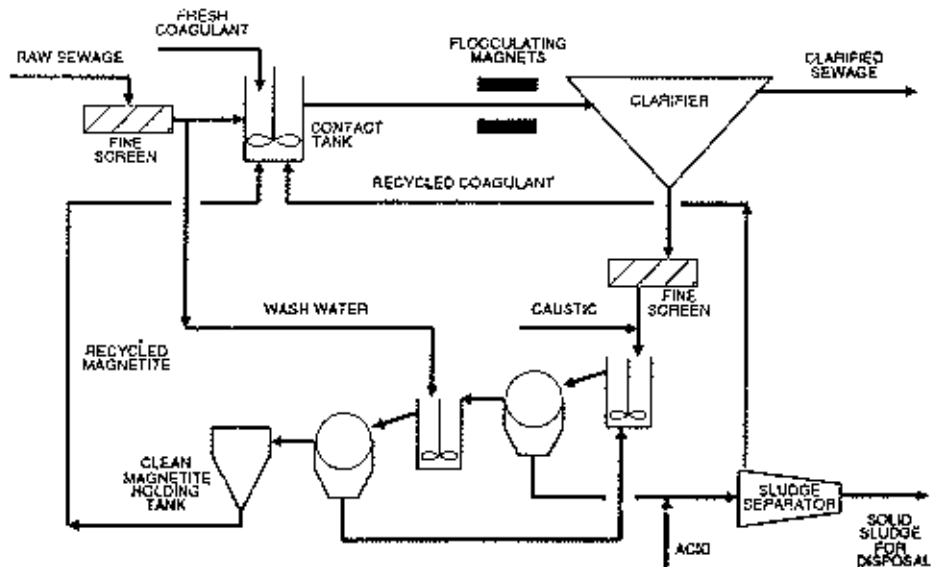 FRESH
COAGULANT
RAW SEWAGE
FLOCCULATING
MAGNETS
CLARIFIED
SEWAGE
CLARIFIER
CONTACT
TANK
FINE
SCREEN
RECYCLED COAGULANT
FINE
SCREEN
WASH WATER
CAUSTIC
RECYCLED
MAGNETITE
CLEAN
MAGNETITE
HOLDING
TANK
SLUDGE
SEPARATOR
ACID
SOLID
SLUDGE
FOR
DISPOSAL